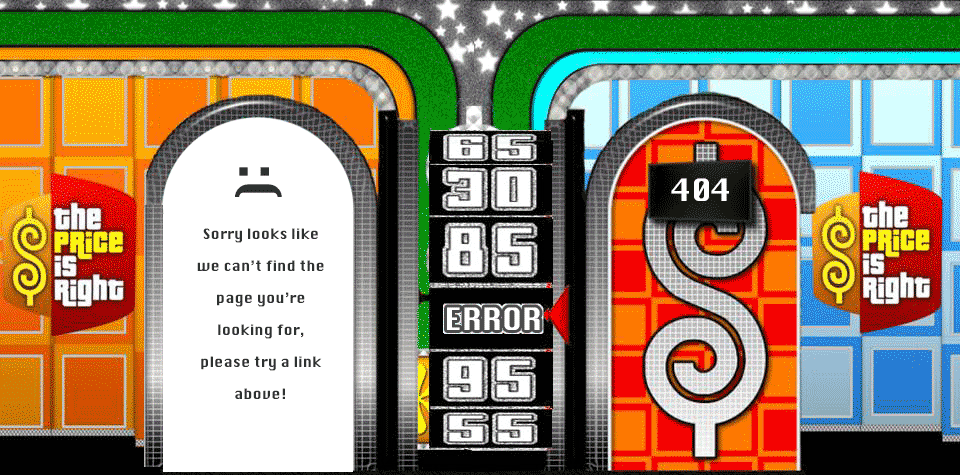 the
PRiCE
is
Right
Sorry looks like
we can't find the
page you're
looking for,
please try a link
above!
65
30
85
ERROR
95
55
404
the
PRiCE
is
Right